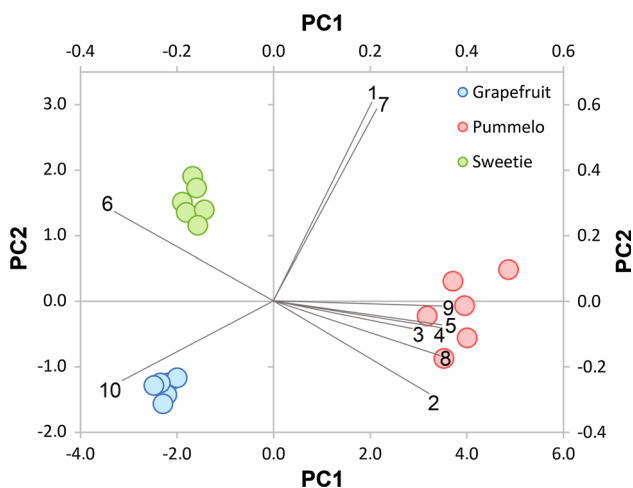 PC1
-0.4 -0.2 0.0 0.2 0.4 0.6
3.0 1 7 Grapefruit 0.6
Pummelo
2.0 Sweetie 0.4
6
1.0 0.2
PC2 PC2
0.0 9 0.0
3 4 5
-1.0 8 -0.2
10 2
-2.0 -0.4
-4.0 -2.0 0.0 2.0 4.0 6.0
PC1